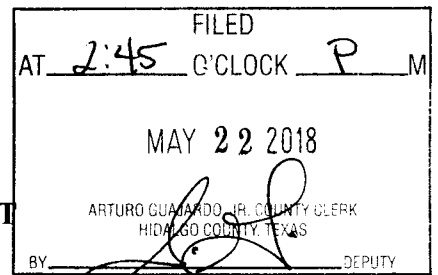 FILED
AT 2:45 O'CLOCK P M
MAY 22 2018
T
ARTURO GUAJARDO, JR. COUNTY CLERK
HIDALGO COUNTY, TEXAS
BY DEPUTY